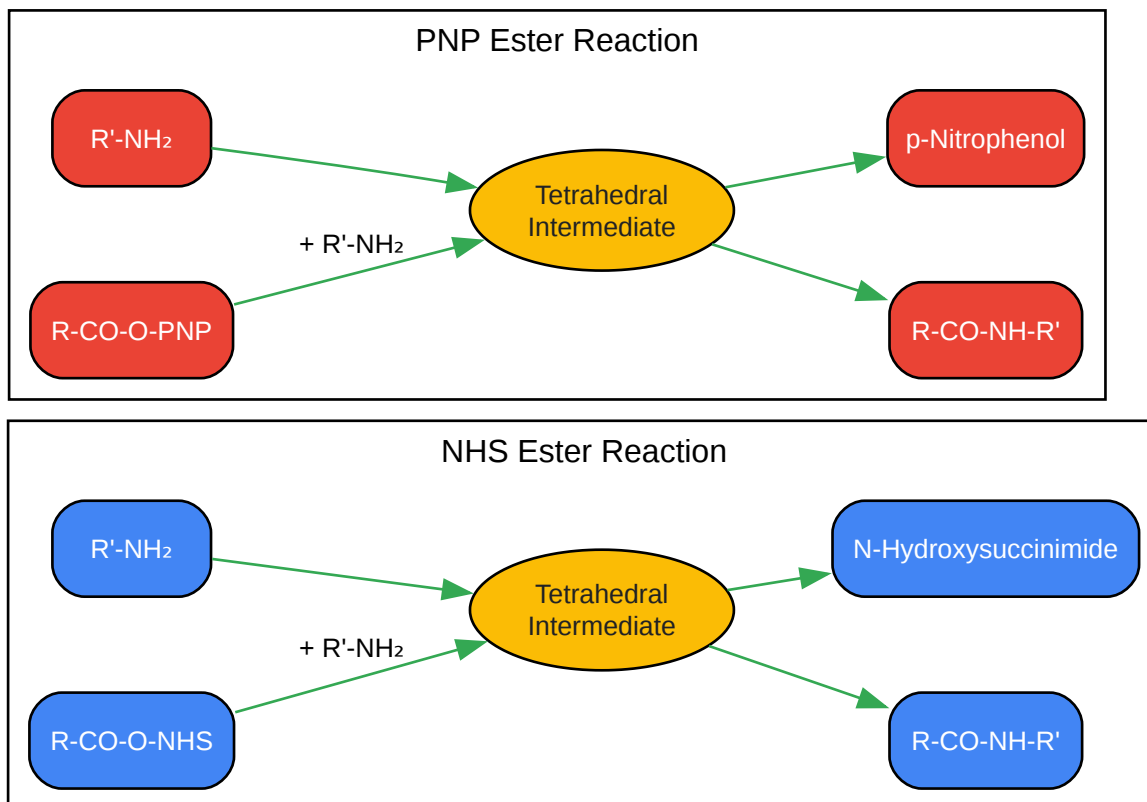 PNP Ester Reaction
R'-NH₂
p-Nitrophenol
Tetrahedral
Intermediate
+ R'-NH₂
R-CO-O-PNP
R-CO-NH-R'
NHS Ester Reaction
R'-NH₂
N-Hydroxysuccinimide
Tetrahedral
Intermediate
+ R'-NH₂
R-CO-O-NHS
R-CO-NH-R'